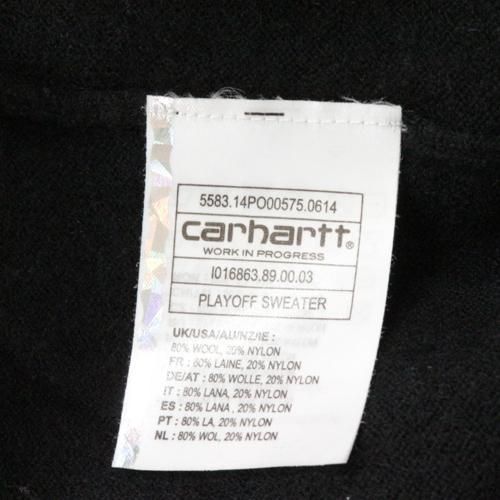 5583.14PO00575.0614
carhartt®
WORK IN PROGRESS
I016863.89.00.03
PLAYOFF SWEATER
UK/USA/AU/NZ/IE :
80% WOOL, 20% NYLON
FR : 80% LAINE, 20% NYLON
DE/AT : 80% WOLLE, 20% NYLON
IT : 80% LANA, 20% NYLON
ES : 80% LANA , 20% NYLON
PT : 80% LA, 20% NYLON
NL : 80% WOL, 20% NYLON